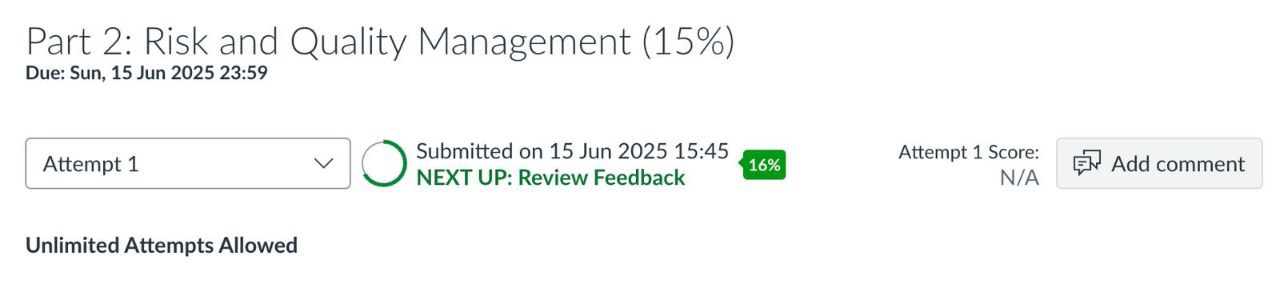 Part 2: Risk and Quality Management (15%)
Due: Sun, 15 Jun 2025 23:59
Attempt 1
Submitted on 15 Jun 2025 15:45
NEXT UP: Review Feedback
16%
Attempt 1 Score:
N/A
Add comment
Unlimited Attempts Allowed